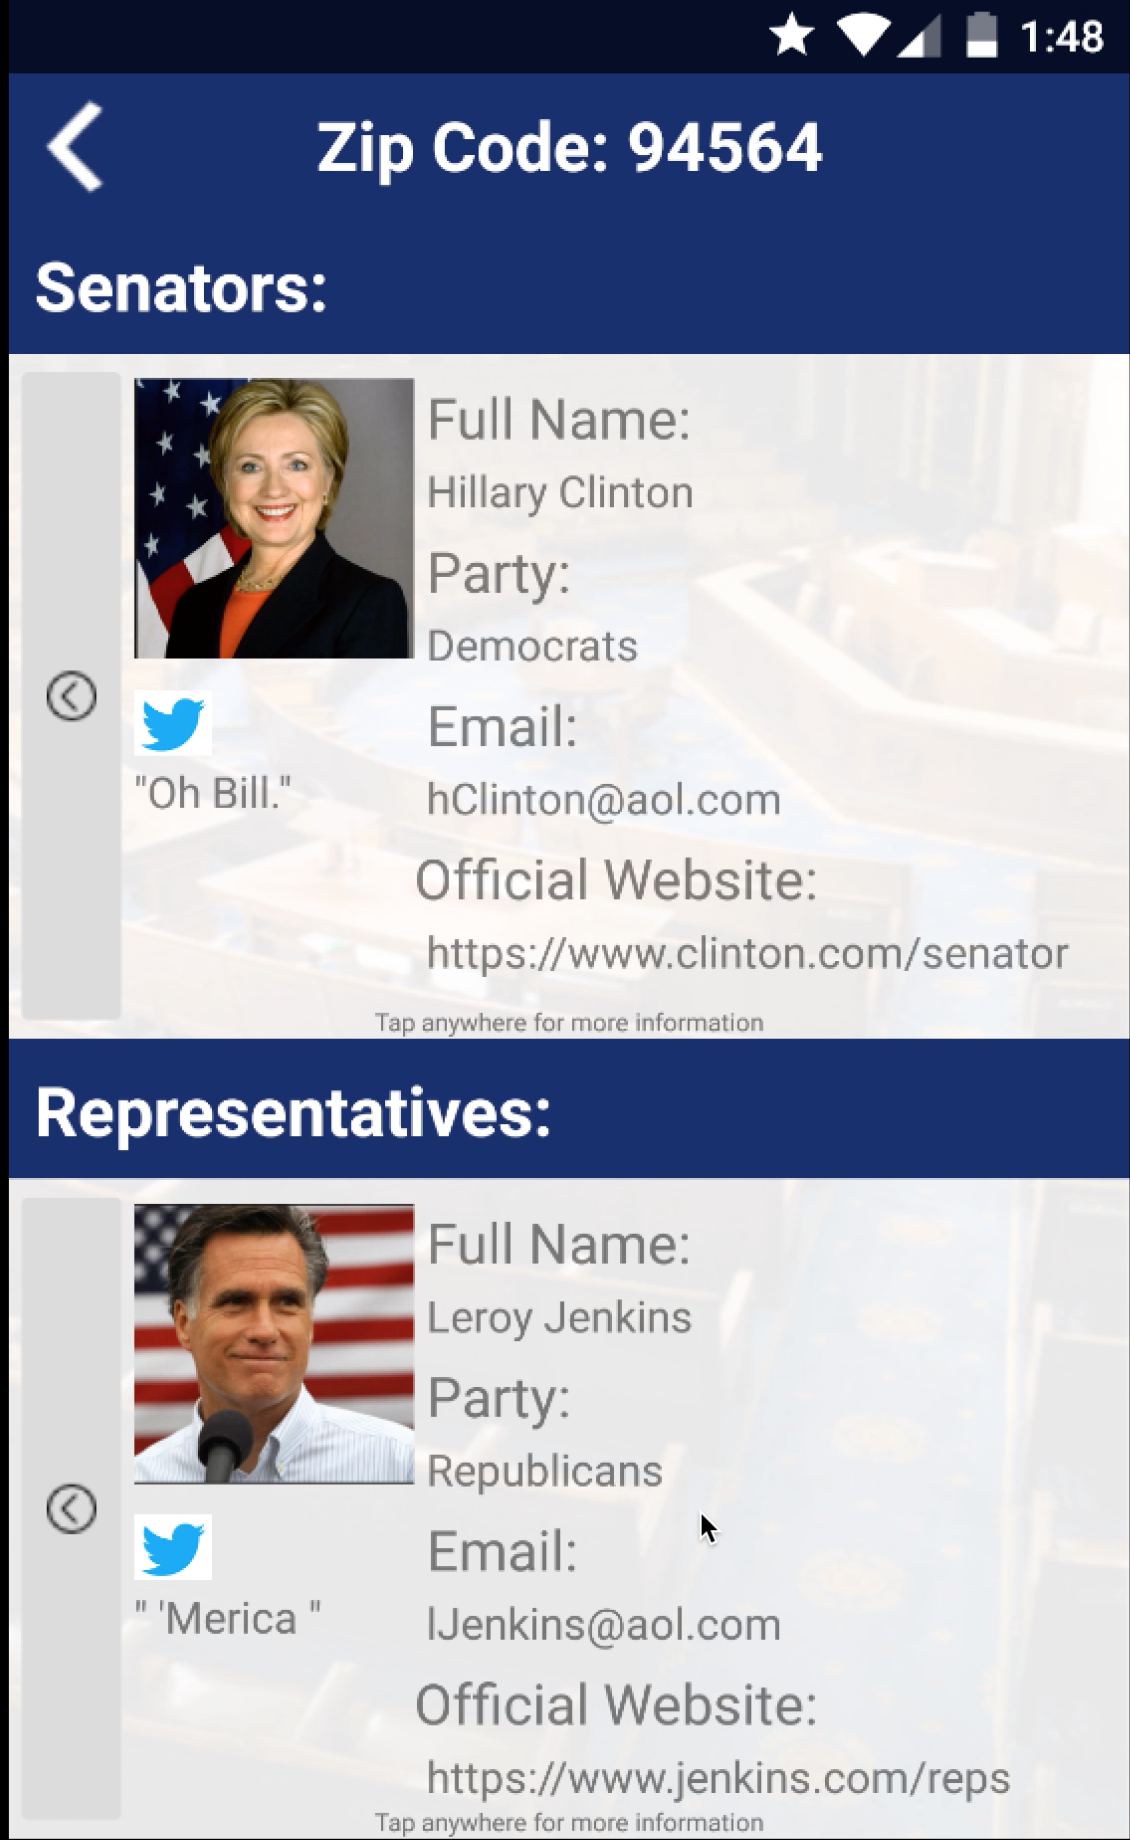 1:48
Zip Code: 94564
Senators:
Full Name:
Hillary Clinton
Party:
Democrats
"Oh Bill."
Email:
hClinton@aol.com
Official Website:
https://www.clinton.com/senator
Tap anywhere for more information
Representatives:
Full Name:
Leroy Jenkins
Party:
Republicans
" 'Merica "
Email:
lJenkins@aol.com
Official Website:
https://www.jenkins.com/reps
Tap anywhere for more information